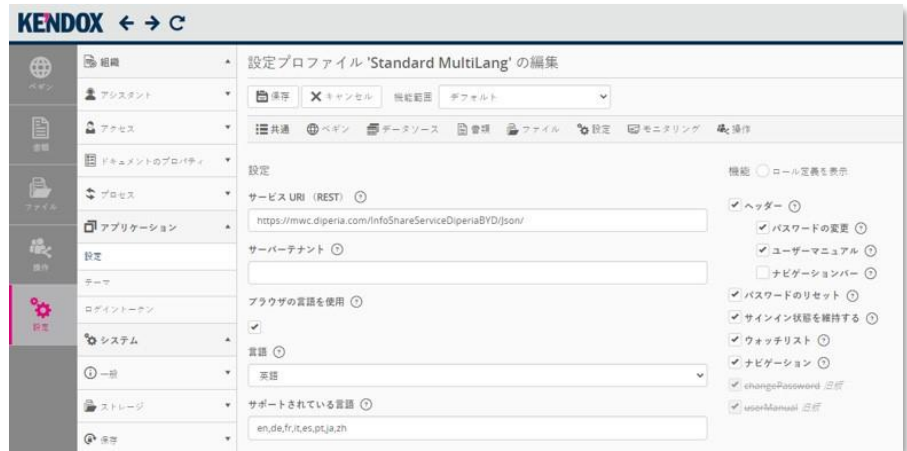 KENDOX
ベギン
書類
ファイル
操作
設定
組織
アシスタント
アクセス
ドキュメントのプロパティ
プロセス
アプリケーション
設定
テーマ
ログイントークン
システム
一般
ストレージ
保存
設定プロファイル 'Standard MultiLang' の編集
保存 キャンセル 機能範囲 デフォルト
共通 ベギン データソース 書類 ファイル 設定 モニタリング 操作
設定
サービス URI （REST）
https://mwc.diperia.com/InfoShareServiceDiperiaBYD/Json/
サーバーテナント
ブラウザの言語を使用
言語
英語
サポートされている言語
en,de,fr,it,es,pt,ja,zh
機能 ロール定義を表示
ヘッダー
パスワードの変更
ユーザーマニュアル
ナビゲーションバー
パスワードのリセット
サインイン状態を維持する
ウォッチリスト
ナビゲーション
changePassword
userManual